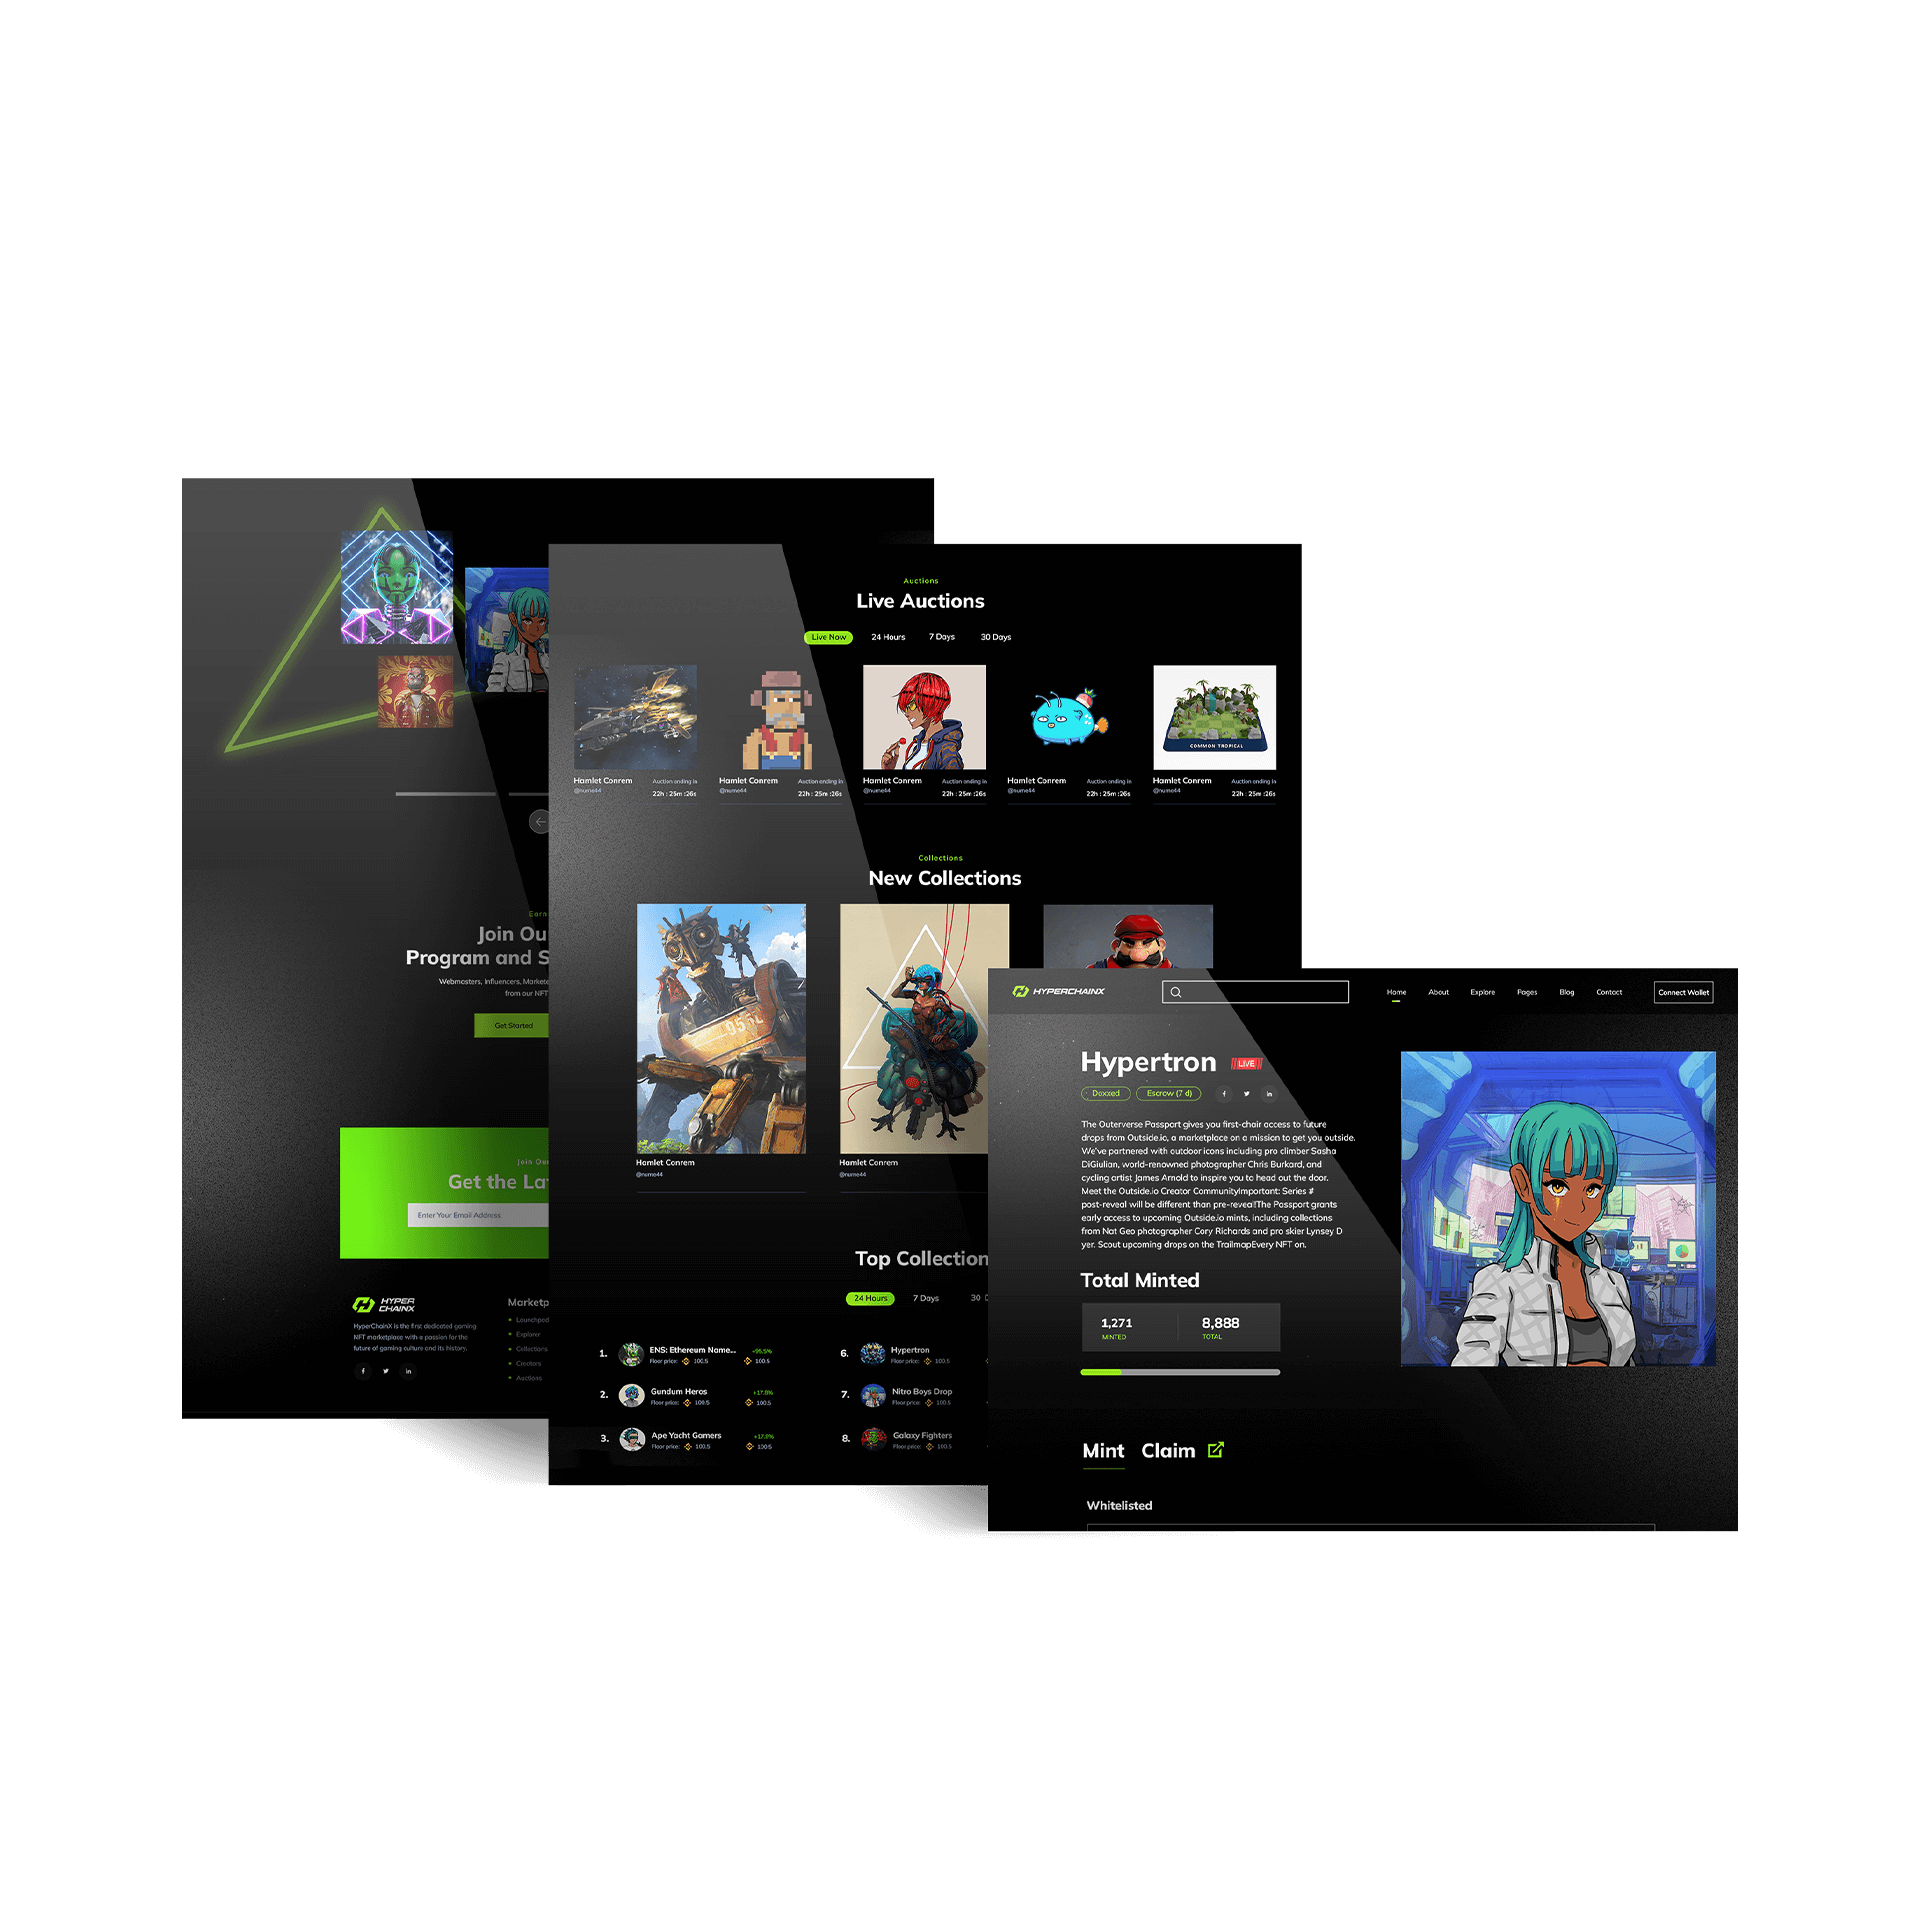 Earn
Join Ou
Program and S
Webmasters, Influencers, Markete
from our NFT
Get Started
Join Ou
Get the La
Enter Your Email Address
HYPER
CHAINX
HyperChainX is the first dedicated gaming
NFT marketplace with a passion for the
future of gaming culture and its history.
Marketp
Launchpad
Explorer
Collections
Creators
Auctions
Auctions
Live Auctions
Live Now 24 Hours 7 Days 30 Days
COMMON TROPICAL
Hamlet Conrem Auction ending in
@nume44 22h : 25m :26s
Hamlet Conrem Auction ending in
@nume44 22h : 25m :26s
Hamlet Conrem Auction ending in
@nume44 22h : 25m :26s
Hamlet Conrem Auction ending in
@nume44 22h : 25m :26s
Hamlet Conrem Auction ending in
@nume44 22h : 25m :26s
Collections
New Collections
Hamlet Conrem
@nume44
Hamlet Conrem
@nume44
Top Collection
24 Hours 7 Days 30
1. ENS: Ethereum Name... +95.5%
Floor price: 100.5 100.5
2. Gundum Heros +17.8%
Floor price: 100.5 100.5
3. Ape Yacht Gamers +17.8%
Floor price: 100.5 100.5
6. Hypertron
Floor price: 100.5
7. Nitro Boys Drop
Floor price: 100.5
8. Galaxy Fighters
Floor price: 100.5
HYPERCHAINX
Home About Explore Pages Blog Contact Connect Wallet
Hypertron LIVE
Doxxed Escrow (7 d)
The Outerverse Passport gives you first-chair access to future
drops from Outside.io, a marketplace on a mission to get you outside.
We've partnered with outdoor icons including pro climber Sasha
DiGiulian, world-renowned photographer Chris Burkard, and
cycling artist James Arnold to inspire you to head out the door.
Meet the Outside.io Creator CommunityImportant: Series #
post-reveal will be different than pre-reveal!The Passport grants
early access to upcoming Outside.io mints, including collections
from Nat Geo photographer Cory Richards and pro skier Lynsey D
yer. Scout upcoming drops on the TrailmapEvery NFT on.
Total Minted
1,271 8,888
MINTED TOTAL
Mint Claim
Whitelisted